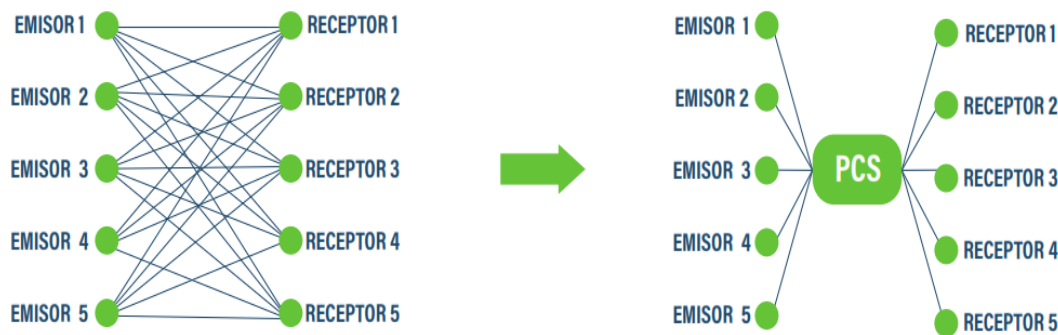 EMISOR 1
RECEPTOR 1
EMISOR 2
RECEPTOR 2
EMISOR 3
RECEPTOR 3
EMISOR 4
RECEPTOR 4
EMISOR 5
RECEPTOR 5
EMISOR 1
RECEPTOR 1
EMISOR 2
RECEPTOR 2
EMISOR 3
PCS
RECEPTOR 3
EMISOR 4
RECEPTOR 4
EMISOR 5
RECEPTOR 5